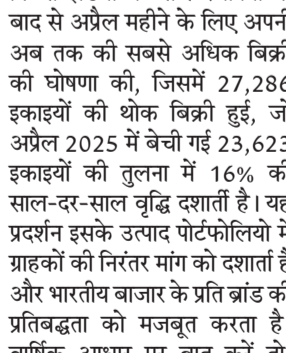 बाद से अप्रैल महीने के लिए अपनी
अब तक की सबसे अधिक बिक्री
की घोषणा की, जिसमें 27,286
इकाइयों की थोक बिक्री हुई, जो
अप्रैल 2025 में बेची गई 23,623
इकाइयों की तुलना में 16% की
साल-दर-साल वृद्धि दर्शाती है। यह
प्रदर्शन इसके उत्पाद पोर्टफोलियो में
ग्राहकों की निरंतर मांग को दर्शाता है
और भारतीय बाजार के प्रति ब्रांड की
प्रतिबद्धता को मजबूत करता है